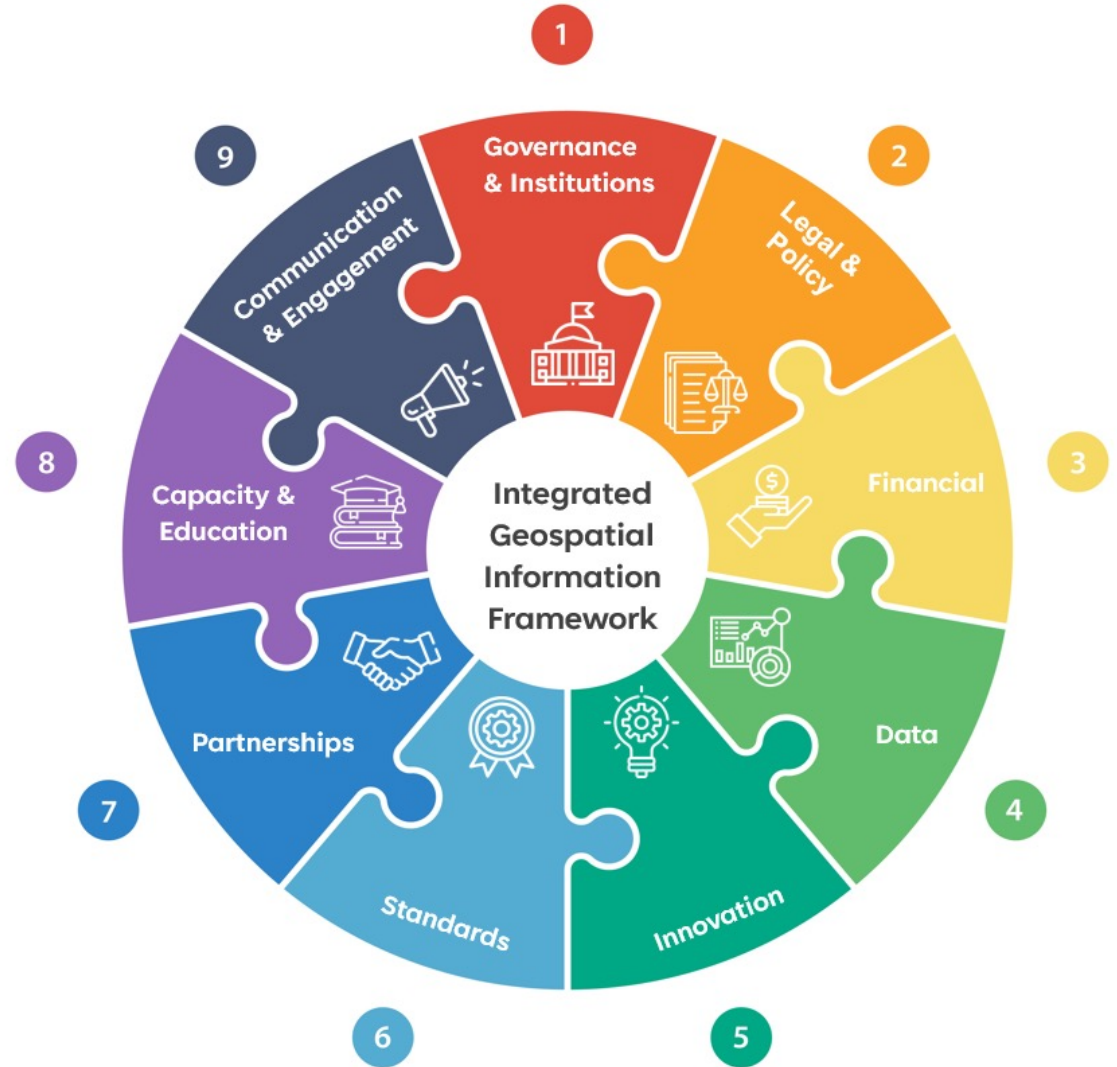 1
Governance
& Institutions
2
Legal &
Policy
3
Financial
4
Data
5
Innovation
6
Standards
7
Partnerships
8
Capacity &
Education
9
Communication
& Engagement
Integrated
Geospatial
Information
Framework
$